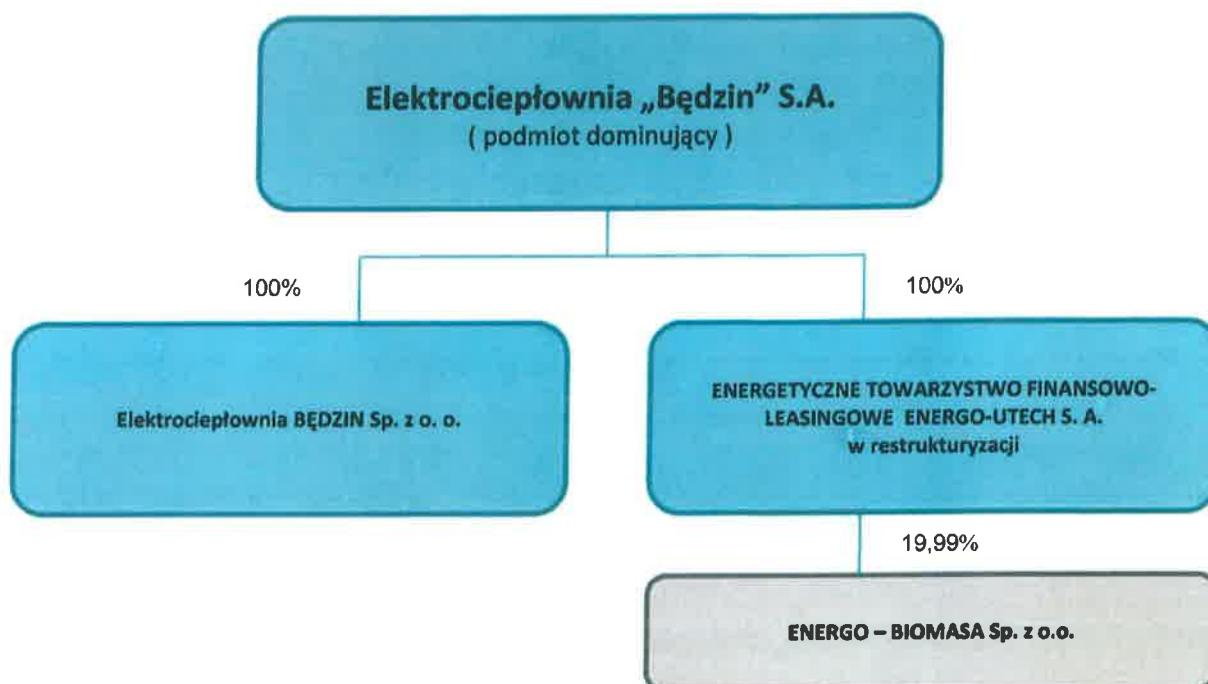 Elektrociepłownia „Będzin” S.A.
( podmiot dominujący )
100%
100%
Elektrociepłownia BĘDZIN Sp. z o. o.
ENERGETYCZNE TOWARZYSTWO FINANSOWO-
LEASINGOWE ENERGO-UTECH S. A.
w restrukturyzacji
19,99%
ENERGO – BIOMASA Sp. z o.o.